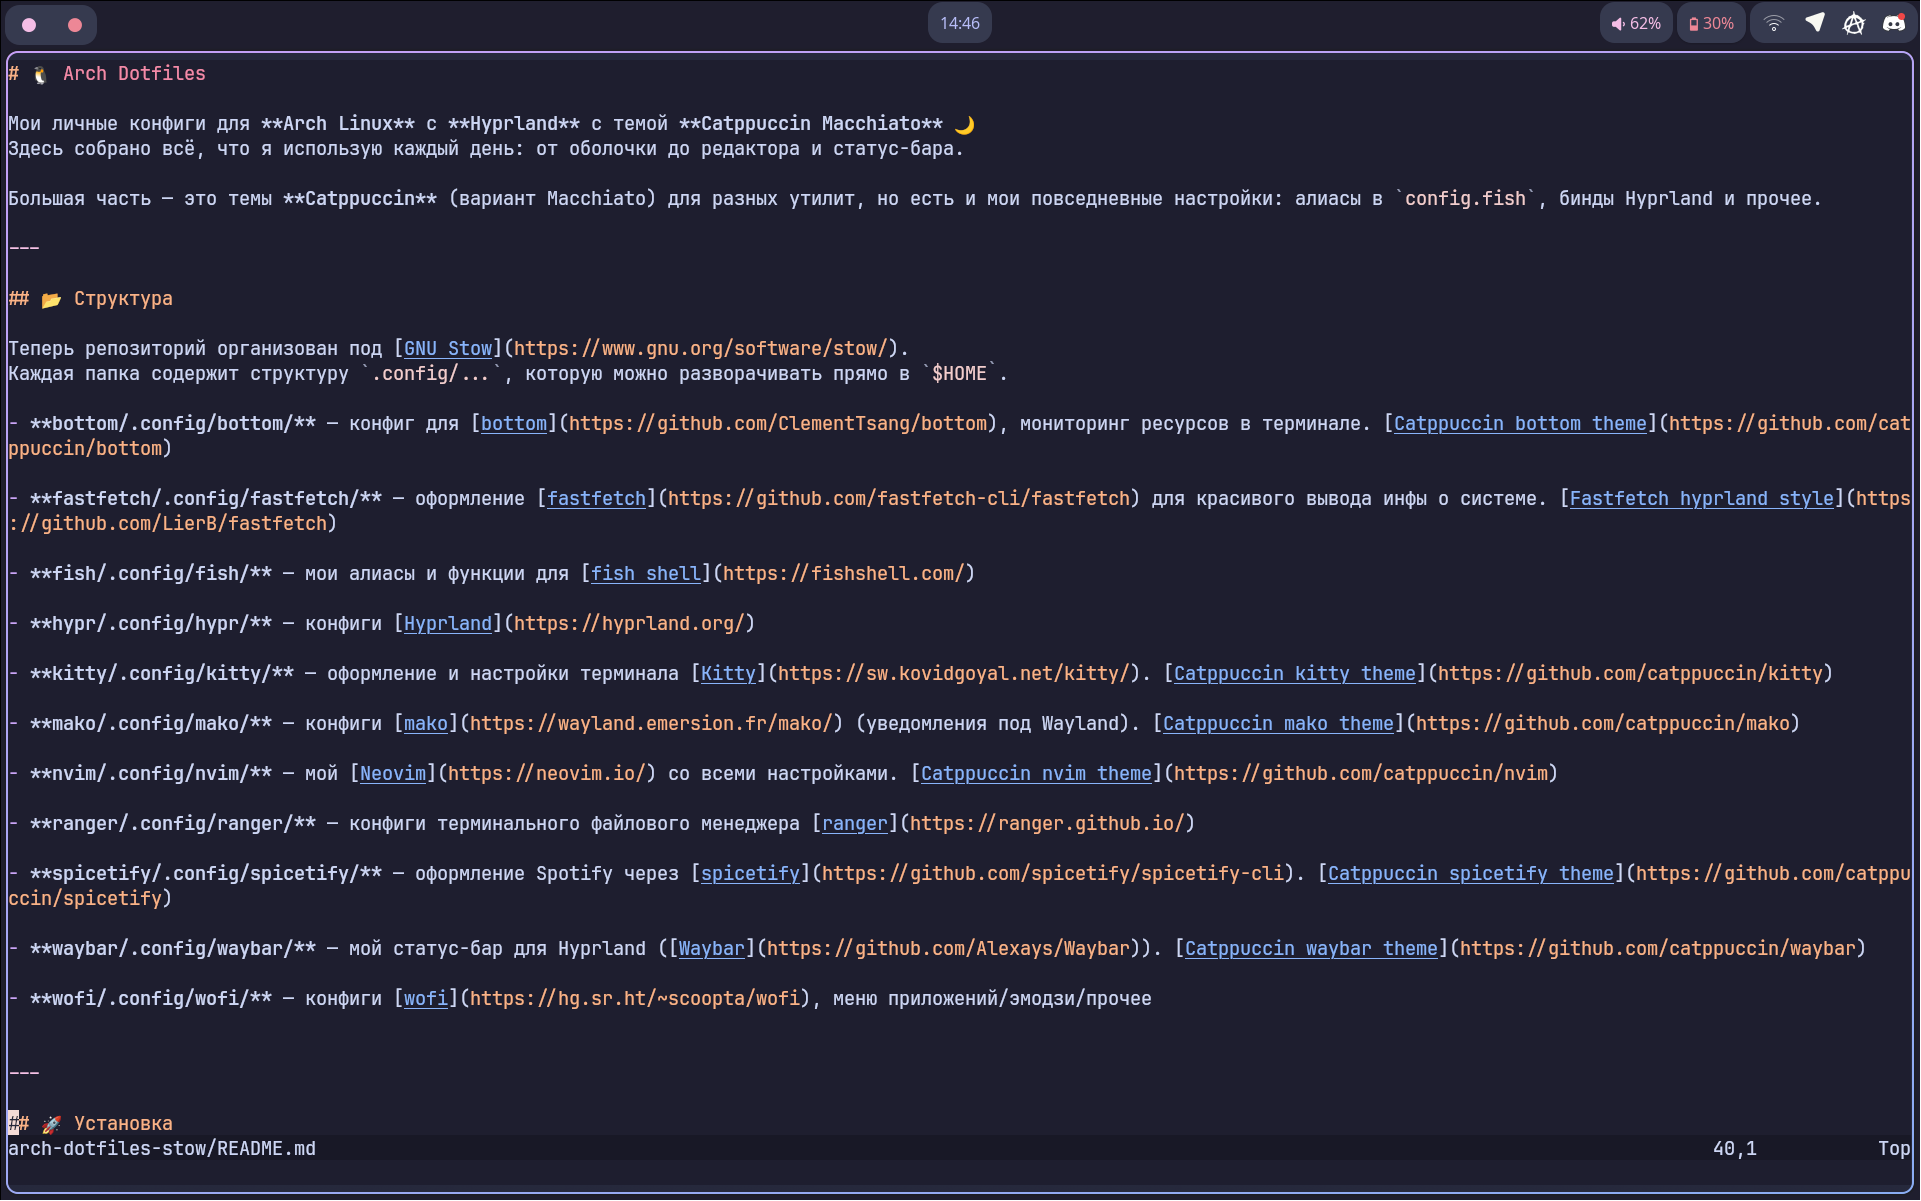 14:46
62%
30%
# 🐧 Arch Dotfiles
Мои личные конфиги для **Arch Linux** с **Hyprland** с темой **Catppuccin Macchiato** 🌙
Здесь собрано всё, что я использую каждый день: от оболочки до редактора и статус-бара.
Большая часть — это темы **Catppuccin** (вариант Macchiato) для разных утилит, но есть и мои повседневные настройки: алиасы в `config.fish`, бинды Hyprland и прочее.
---
## 📂 Структура
Теперь репозиторий организован под [GNU Stow](https://www.gnu.org/software/stow/).
Каждая папка содержит структуру `.config/...`, которую можно разворачивать прямо в `$HOME`.
- **bottom/.config/bottom/** — конфиг для [bottom](https://github.com/ClementTsang/bottom), мониторинг ресурсов в терминале. [Catppuccin bottom theme](https://github.com/cat
ppuccin/bottom)
- **fastfetch/.config/fastfetch/** — оформление [fastfetch](https://github.com/fastfetch-cli/fastfetch) для красивого вывода инфы о системе. [Fastfetch hyprland style](https
://github.com/LierB/fastfetch)
- **fish/.config/fish/** — мои алиасы и функции для [fish shell](https://fishshell.com/)
- **hypr/.config/hypr/** — конфиги [Hyprland](https://hyprland.org/)
- **kitty/.config/kitty/** — оформление и настройки терминала [Kitty](https://sw.kovidgoyal.net/kitty/). [Catppuccin kitty theme](https://github.com/catppuccin/kitty)
- **mako/.config/mako/** — конфиги [mako](https://wayland.emersion.fr/mako/) (уведомления под Wayland). [Catppuccin mako theme](https://github.com/catppuccin/mako)
- **nvim/.config/nvim/** — мой [Neovim](https://neovim.io/) со всеми настройками. [Catppuccin nvim theme](https://github.com/catppuccin/nvim)
- **ranger/.config/ranger/** — конфиги терминального файлового менеджера [ranger](https://ranger.github.io/)
- **spicetify/.config/spicetify/** — оформление Spotify через [spicetify](https://github.com/spicetify/spicetify-cli). [Catppuccin spicetify theme](https://github.com/catppu
ccin/spicetify)
- **waybar/.config/waybar/** — мой статус-бар для Hyprland ([Waybar](https://github.com/Alexays/Waybar)). [Catppuccin waybar theme](https://github.com/catppuccin/waybar)
- **wofi/.config/wofi/** — конфиги [wofi](https://hg.sr.ht/~scoopta/wofi), меню приложений/эмодзи/прочее
---
## 🚀 Установка
arch-dotfiles-stow/README.md 40,1 Top